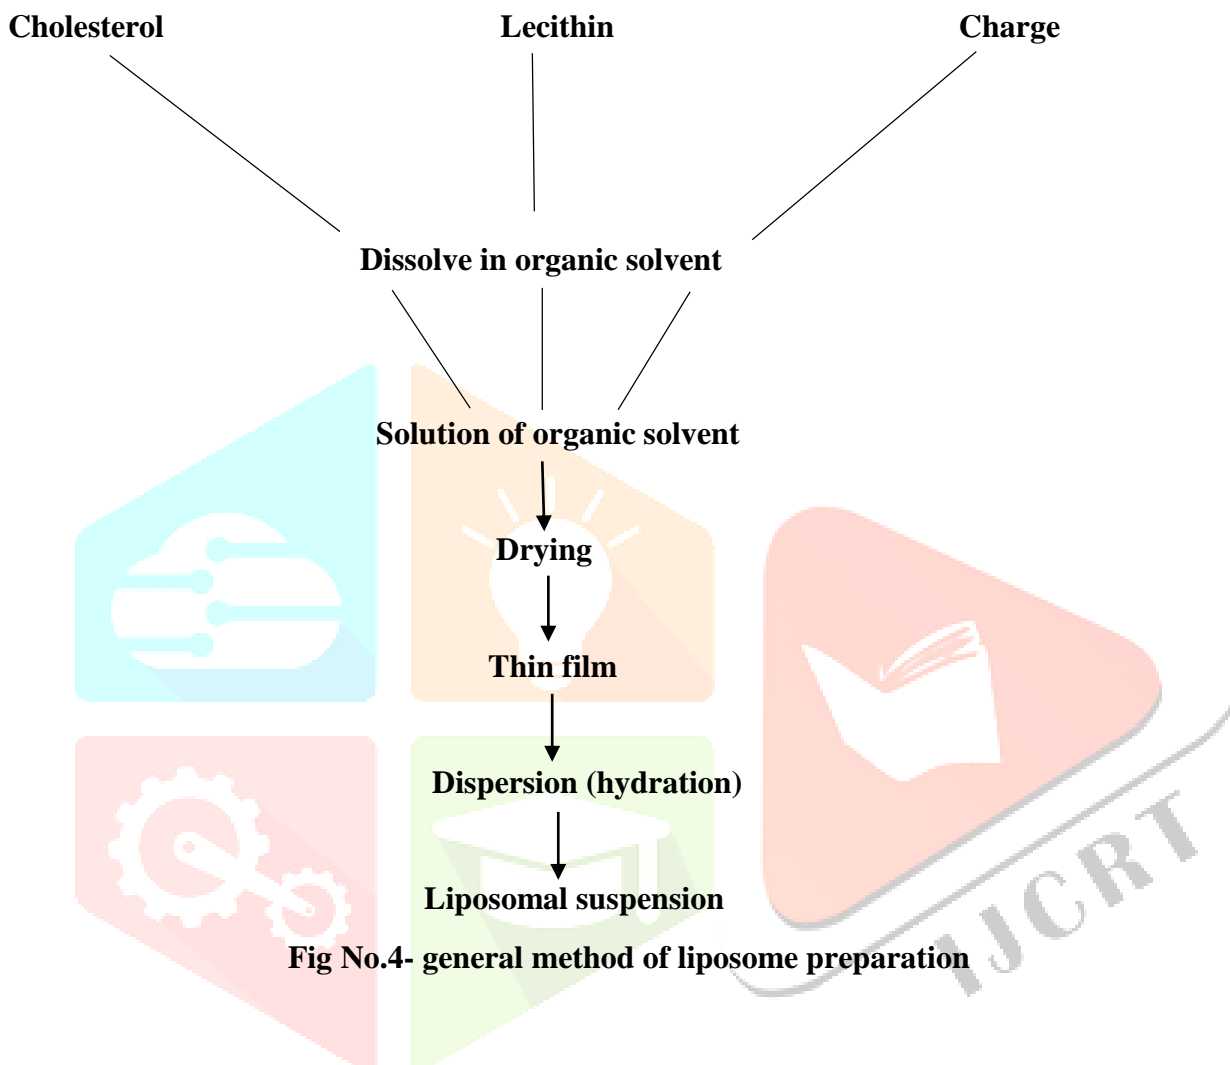 Cholesterol Lecithin Charge
Dissolve in organic solvent
Solution of organic solvent
Drying
Thin film
Dispersion (hydration)
Liposomal suspension
Fig No.4- general method of liposome preparation
IJCRT